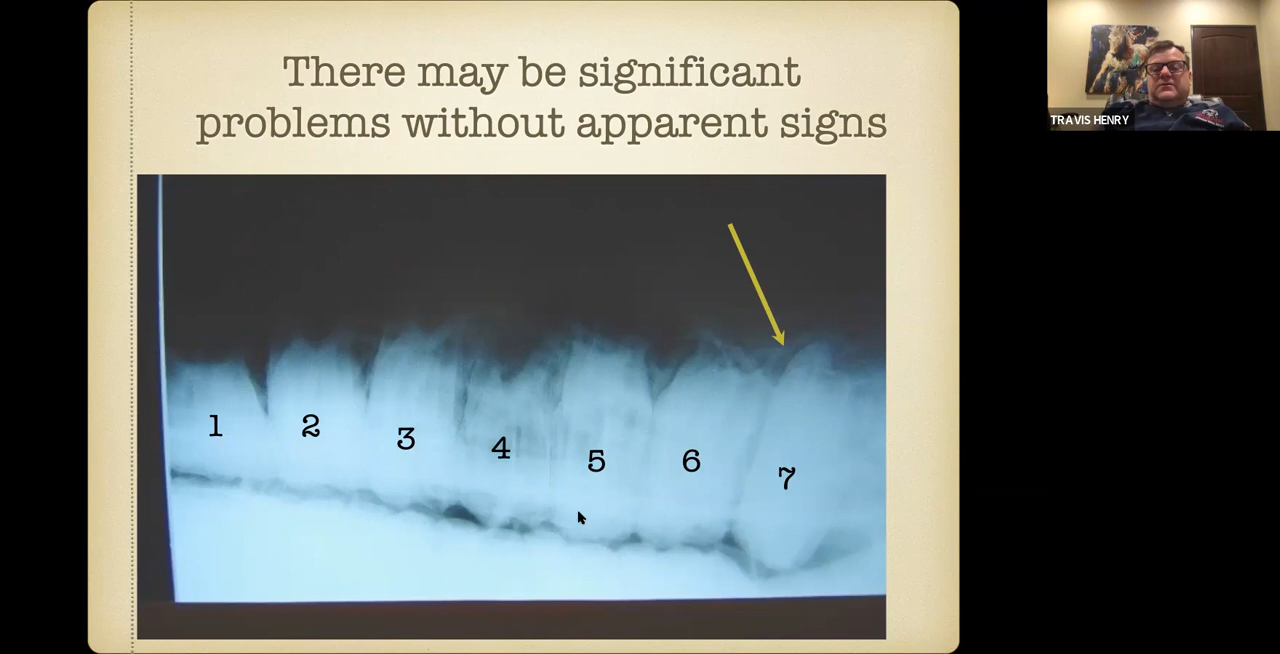 There may be significant
problems without apparent signs
TRAVIS HENRY
1
2
3
4
5
6
7